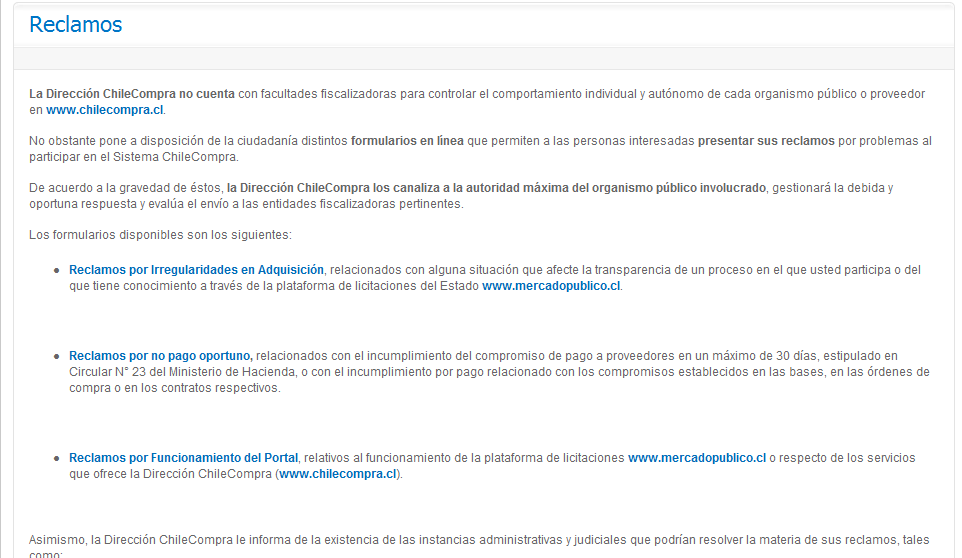 Reclamos
La Dirección ChileCompra no cuenta con facultades fiscalizadoras para controlar el comportamiento individual y autónomo de cada organismo público o proveedor
en www.chilecompra.cl.
No obstante pone a disposición de la ciudadanía distintos formularios en línea que permiten a las personas interesadas presentar sus reclamos por problemas al
participar en el Sistema ChileCompra.
De acuerdo a la gravedad de éstos, la Dirección ChileCompra los canaliza a la autoridad máxima del organismo público involucrado, gestionará la debida y
oportuna respuesta y evalúa el envío a las entidades fiscalizadoras pertinentes.
Los formularios disponibles son los siguientes:
• Reclamos por Irregularidades en Adquisición, relacionados con alguna situación que afecte la transparencia de un proceso en el que usted participa o del
que tiene conocimiento a través de la plataforma de licitaciones del Estado www.mercadopublico.cl.
• Reclamos por no pago oportuno, relacionados con el incumplimiento del compromiso de pago a proveedores en un máximo de 30 días, estipulado en
Circular N° 23 del Ministerio de Hacienda, o con el incumplimiento por pago relacionado con los compromisos establecidos en las bases, en las órdenes de
compra o en los contratos respectivos.
• Reclamos por Funcionamiento del Portal, relativos al funcionamiento de la plataforma de licitaciones www.mercadopublico.cl o respecto de los servicios
que ofrece la Dirección ChileCompra (www.chilecompra.cl).
Asimismo, la Dirección ChileCompra le informa de la existencia de las instancias administrativas y judiciales que podrían resolver la materia de sus reclamos, tales
como: